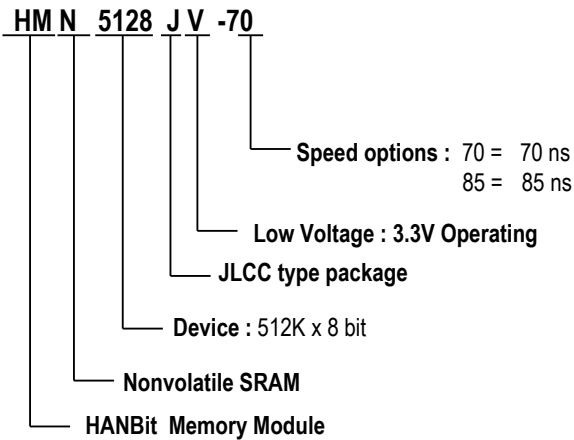 HM N 5128 J V -70
Speed options : 70 = 70 ns
85 = 85 ns
Low Voltage : 3.3V Operating
JLCC type package
Device : 512K x 8 bit
Nonvolatile SRAM
HANBit Memory Module